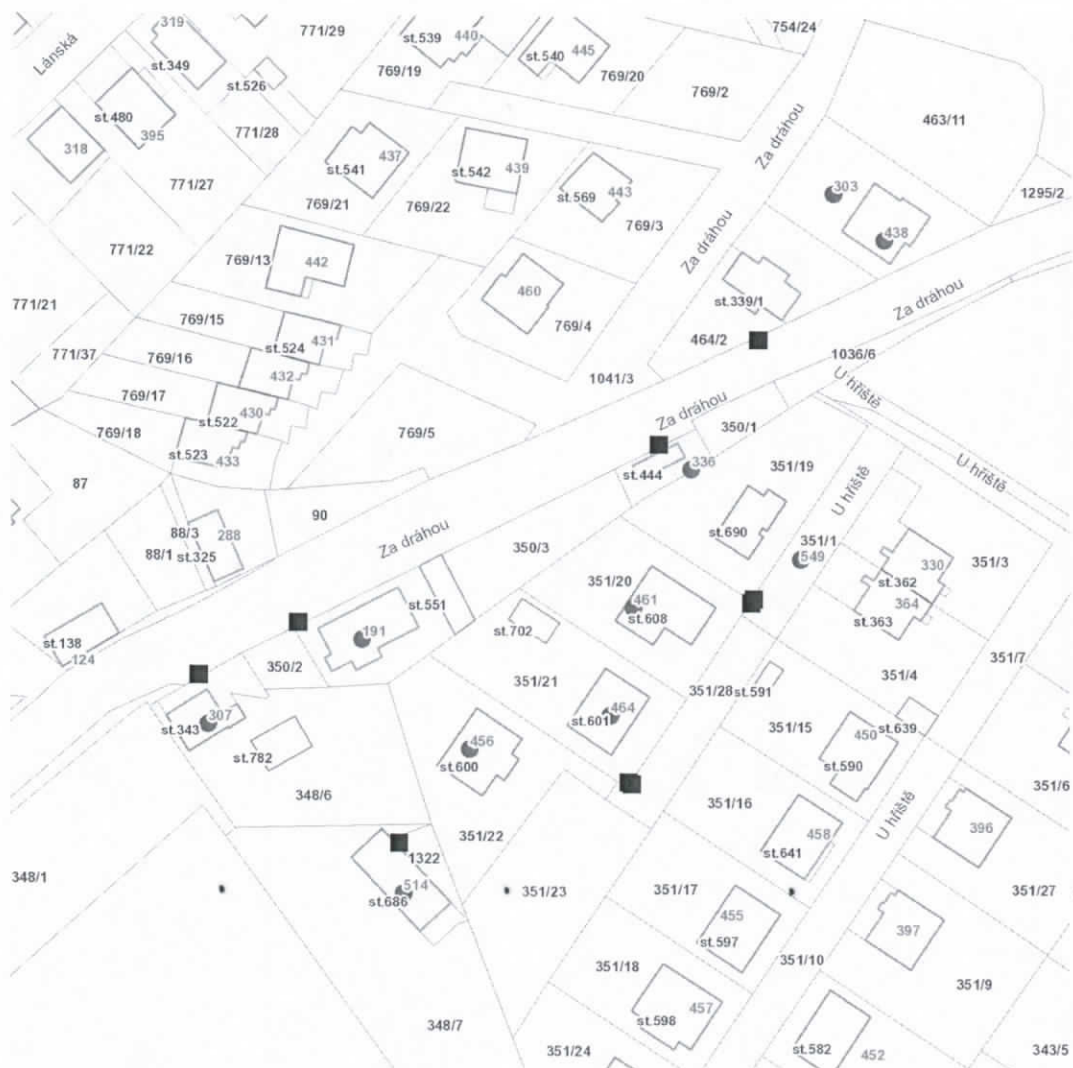 319
771/29
st.539
440
445
754/24
Lánská
st.349
st.540
769/19
769/20
769/2
st.526
463/11
st.480
395
771/28
318
Za dráhou
437
st.541
st.542
439
303
1295/2
771/27
st.569
443
769/21
769/22
769/3
438
771/22
Za dráhou
769/13
442
460
st.339/1
Za dráhou
771/21
769/15
769/4
431
464/2
st.524
771/37
769/16
1036/6
432
1041/3
U hřiště
769/17
430
Za dráhou
st.522
350/1
769/18
769/5
st.523
433
336
351/19
U hřiště
87
st.444
U hřiště
90
88/3
288
Za dráhou
st.690
351/1
88/1
st.325
350/3
549
351/3
330
351/20
st.362
461
364
st.551
st.608
st.363
st.138
191
st.702
124
350/2
351/7
351/4
351/21
351/28
st.591
464
307
st.601
st.343
456
351/15
450
st.639
st.782
st.600
st.590
351/6
348/6
351/16
U hřiště
458
396
351/22
st.641
1322
348/1
514
351/23
351/17
351/27
st.686
455
397
st.597
351/18
351/10
351/9
457
st.598
348/7
351/24
st.582
452
343/5